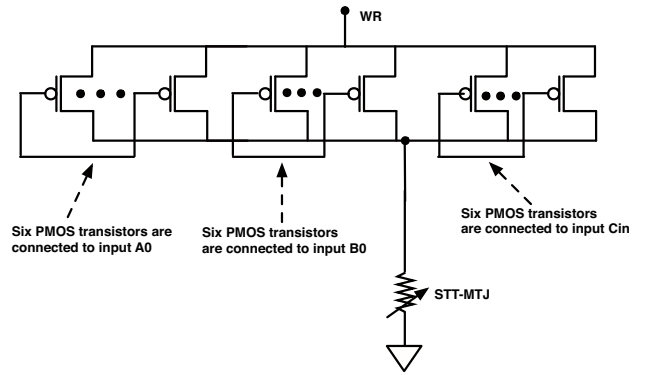 WR
Six PMOS transistors are
connected to input A0
Six PMOS transistors
are connected to input B0
Six PMOS transistors
are connected to input Cin
STT-MTJ